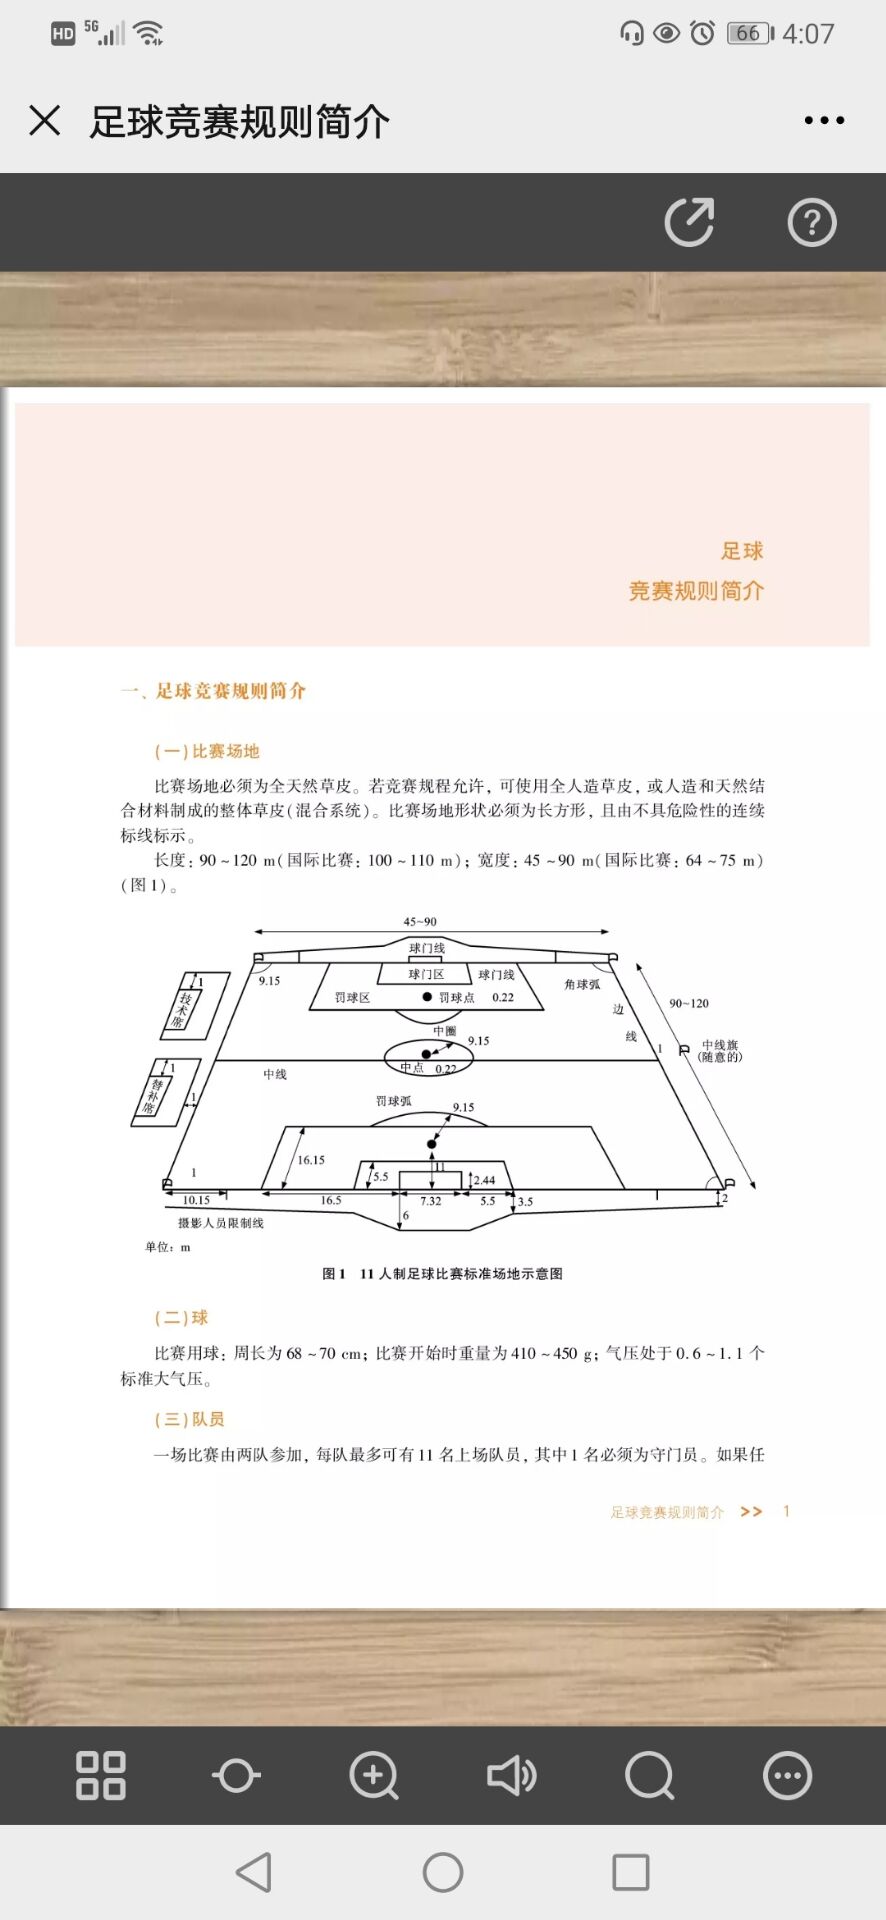 HD 5G 66 4:07
足球竞赛规则简介
足球
竞赛规则简介
一、足球竞赛规则简介
(一)比赛场地
比赛场地必须为全天然草皮。若竞赛规程允许，可使用全人造草皮，或人造和天然结
合材料制成的整体草皮(混合系统)。比赛场地形状必须为长方形，且由不具危险性的连续
标线标示。
长度：90～120 m(国际比赛：100～110 m)；宽度：45～90 m(国际比赛：64～75 m)
(图1)。
45~90
球门线
9.15
球门区
球门线
角球弧
技术席
1
罚球区
罚球点 0.22
边
线
90~120
中圈
9.15
1
中线旗
(随意的)
替补席
1
1
中线
中点 0.22
罚球弧
9.15
16.15
11
1
5.5
2.44
10.15
16.5
7.32
5.5
3.5
2
6
摄影人员限制线
单位：m
图1 11人制足球比赛标准场地示意图
(二)球
比赛用球：周长为68～70 cm；比赛开始时重量为410～450 g；气压处于0.6～1.1个
标准大气压。
(三)队员
一场比赛由两队参加，每队最多可有11名上场队员，其中1名必须为守门员。如果任
足球竞赛规则简介 >> 1